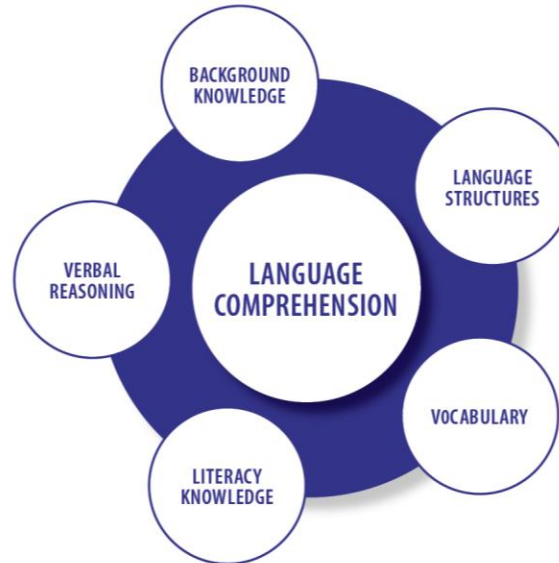 BACKGROUND
KNOWLEDGE
LANGUAGE
STRUCTURES
VERBAL
REASONING
LANGUAGE
COMPREHENSION
VOCABULARY
LITERACY
KNOWLEDGE